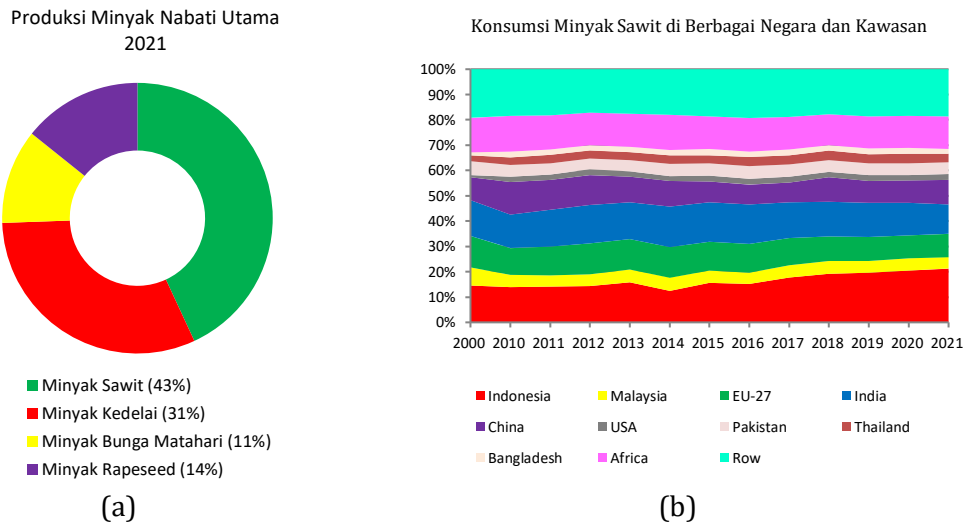 Produksi Minyak Nabati Utama
2021
Minyak Sawit (43%)
Minyak Kedelai (31%)
Minyak Bunga Matahari (11%)
Minyak Rapeseed (14%)
(a)
Konsumsi Minyak Sawit di Berbagai Negara dan Kawasan
100%
90%
80%
70%
60%
50%
40%
30%
20%
10%
0%
2000 2010 2011 2012 2013 2014 2015 2016 2017 2018 2019 2020 2021
Indonesia Malaysia EU-27 India
China USA Pakistan Thailand
Bangladesh Africa Row
(b)